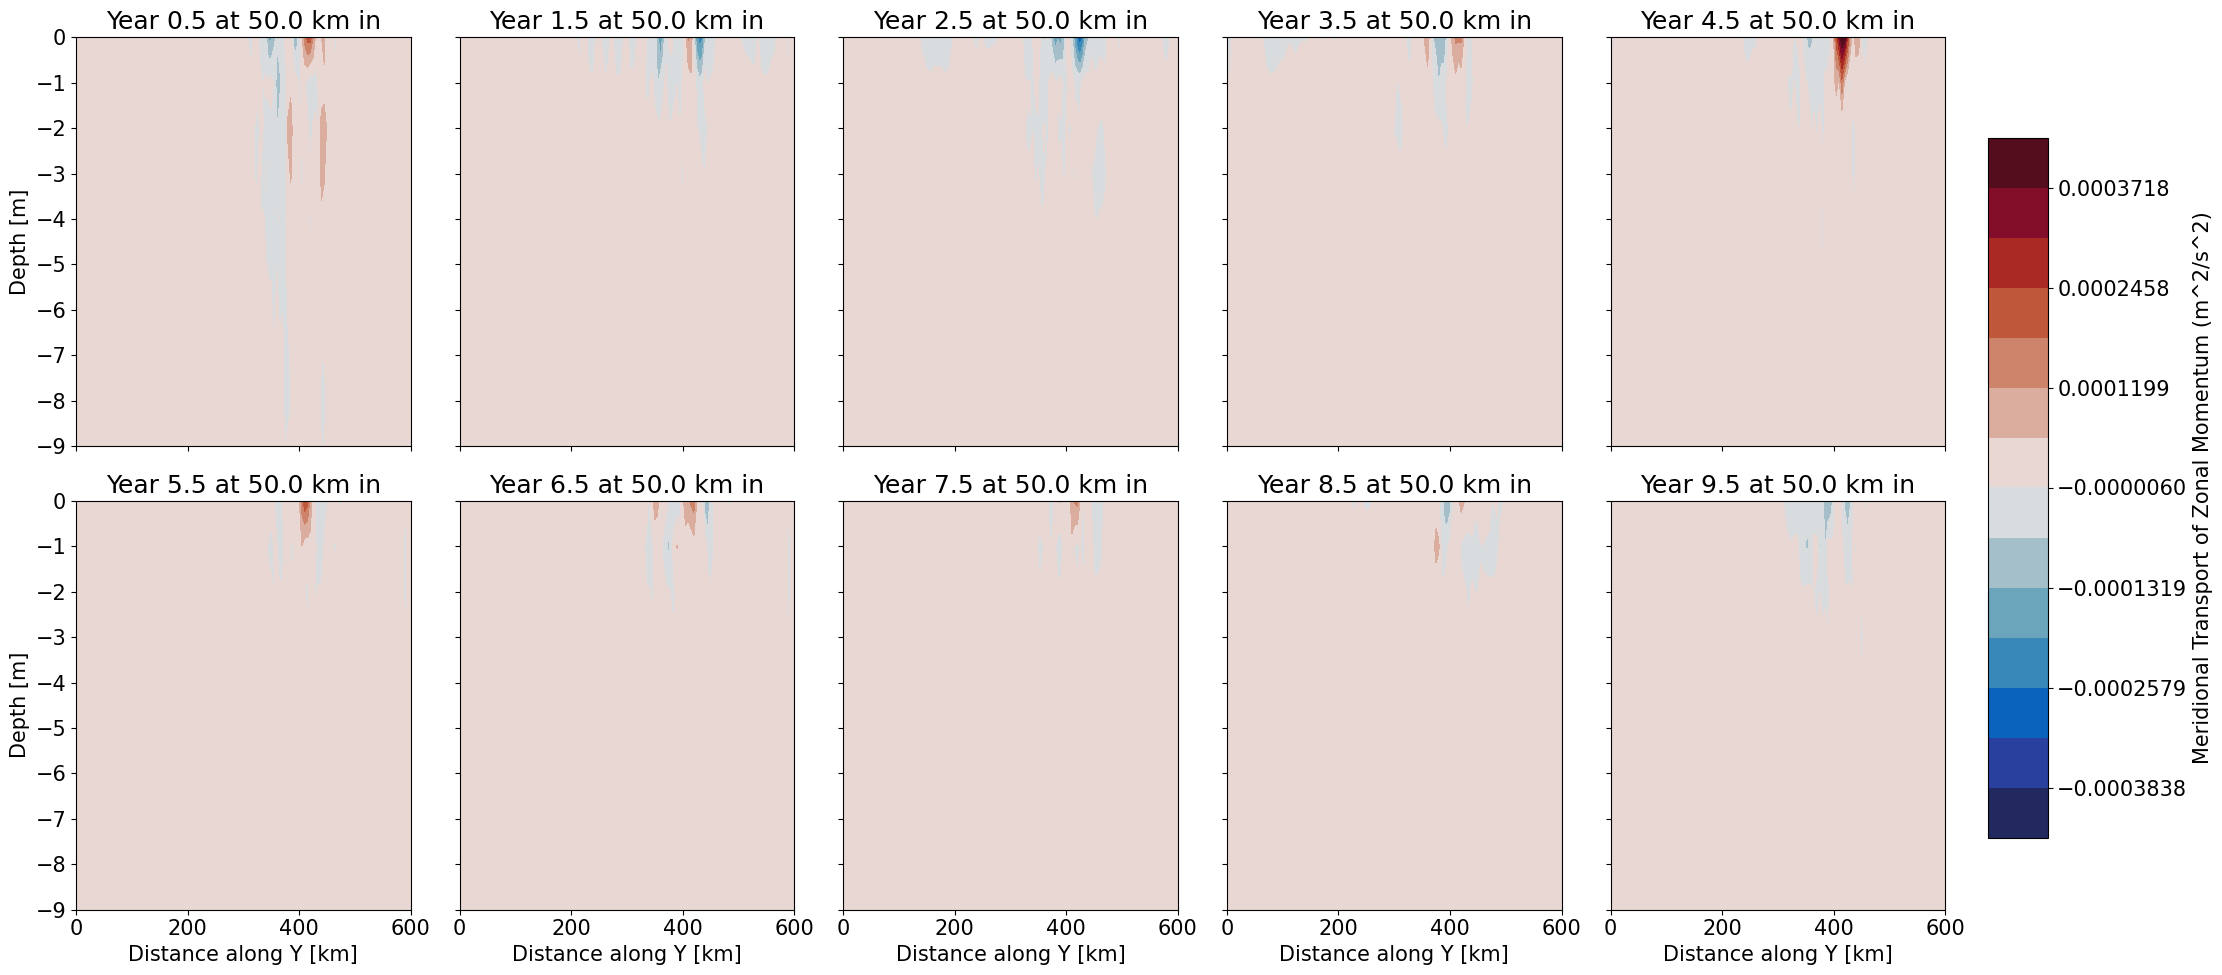 Year 0.5 at 50.0 km in
Year 1.5 at 50.0 km in
Year 2.5 at 50.0 km in
Year 3.5 at 50.0 km in
Year 4.5 at 50.0 km in
0
−1
−2
−3
−4
−5
−6
−7
−8
−9
Depth [m]
Year 5.5 at 50.0 km in
Year 6.5 at 50.0 km in
Year 7.5 at 50.0 km in
Year 8.5 at 50.0 km in
Year 9.5 at 50.0 km in
0
−1
−2
−3
−4
−5
−6
−7
−8
−9
Depth [m]
0 200 400 600
0 200 400 600
0 200 400 600
0 200 400 600
0 200 400 600
Distance along Y [km]
Distance along Y [km]
Distance along Y [km]
Distance along Y [km]
Distance along Y [km]
0.0003718
0.0002458
0.0001199
−0.0000060
−0.0001319
−0.0002579
−0.0003838
Meridional Transport of Zonal Momentum (m^2/s^2)